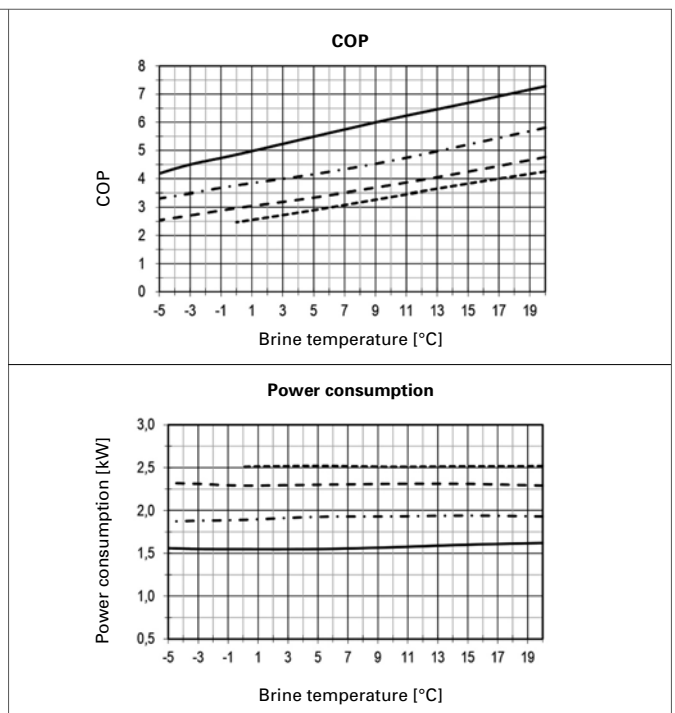 COP
8
7
6
5
4
3
2
1
0
COP
-5 -3 -1 1 3 5 7 9 11 13 15 17 19
Brine temperature [°C]
Power consumption
3,0
2,5
2,0
1,5
1,0
0,5
Power consumption [kW]
-5 -3 -1 1 3 5 7 9 11 13 15 17 19
Brine temperature [°C]